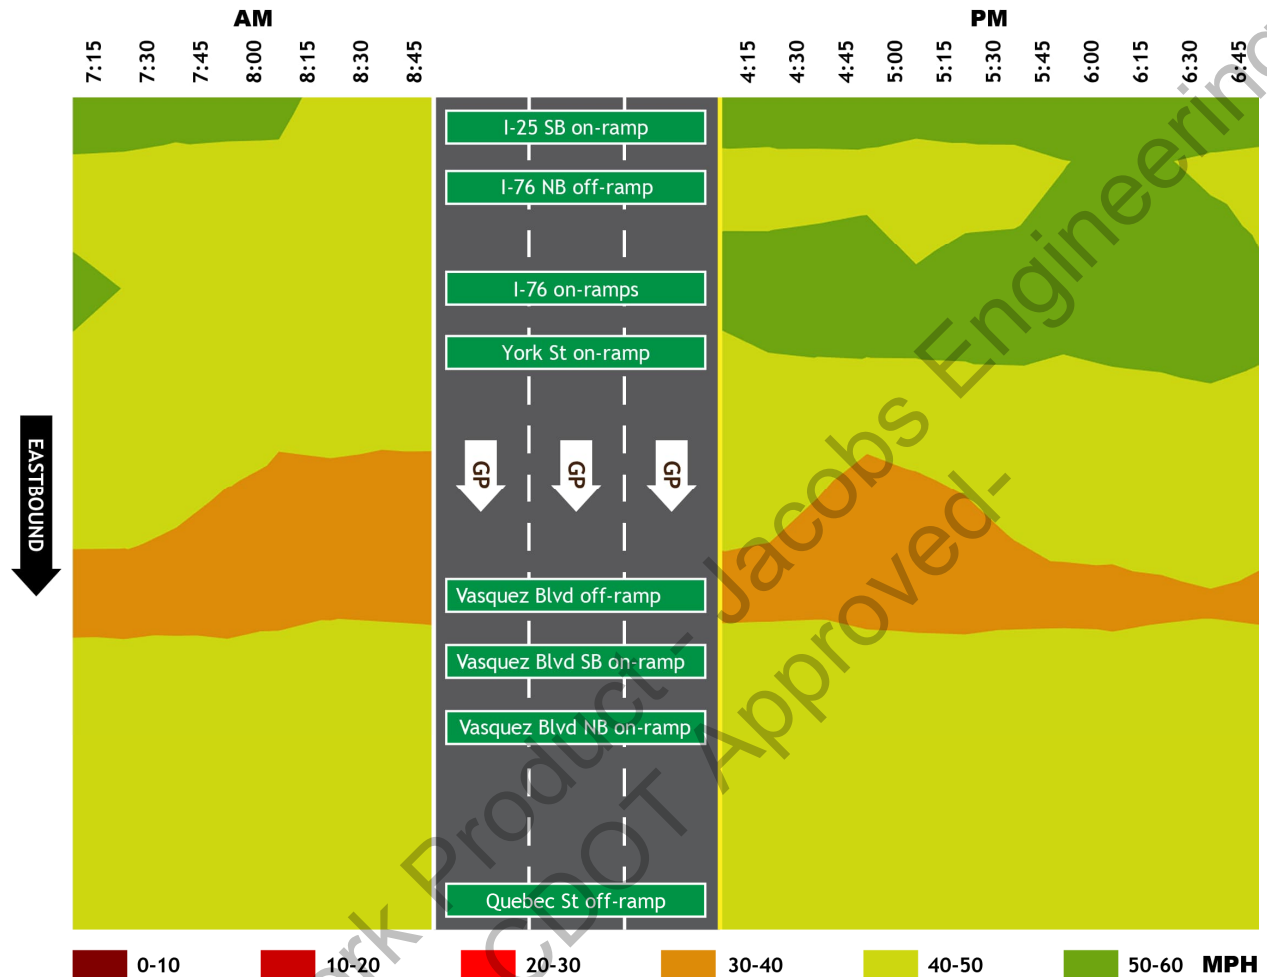 AM
PM
7:15 7:30 7:45 8:00 8:15 8:30 8:45
4:15 4:30 4:45 5:00 5:15 5:30 5:45 6:00 6:15 6:30 6:45
I-25 SB on-ramp
I-76 NB off-ramp
I-76 on-ramps
York St on-ramp
EASTBOUND
GP GP GP
Vasquez Blvd off-ramp
Vasquez Blvd SB on-ramp
Vasquez Blvd NB on-ramp
Quebec St off-ramp
0-10 10-20 20-30 30-40 40-50 50-60 MPH
Product - Jacobs Engineering
CDOT Approved-